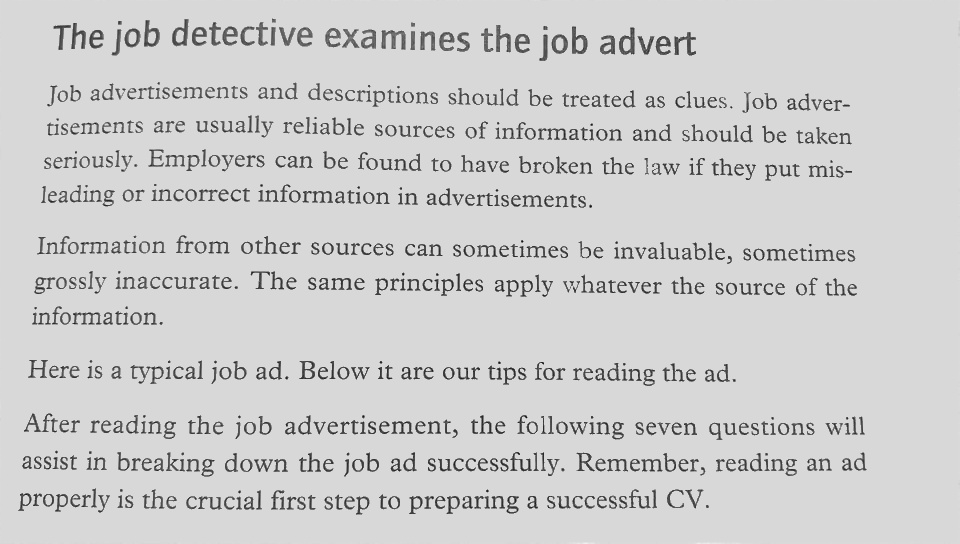 The job detective examines the job advert
Job advertisements and descriptions should be treated as clues. Job adver-
tisements are usually reliable sources of information and should be taken
seriously. Employers can be found to have broken the law if they put mis-
leading or incorrect information in advertisements.
Information from other sources can sometimes be invaluable, sometimes
grossly inaccurate. The same principles apply whatever the source of the
information.
Here is a typical job ad. Below it are our tips for reading the ad.
After reading the job advertisement, the following seven questions will
assist in breaking down the job ad successfully. Remember, reading an ad
properly is the crucial first step to preparing a successful CV.